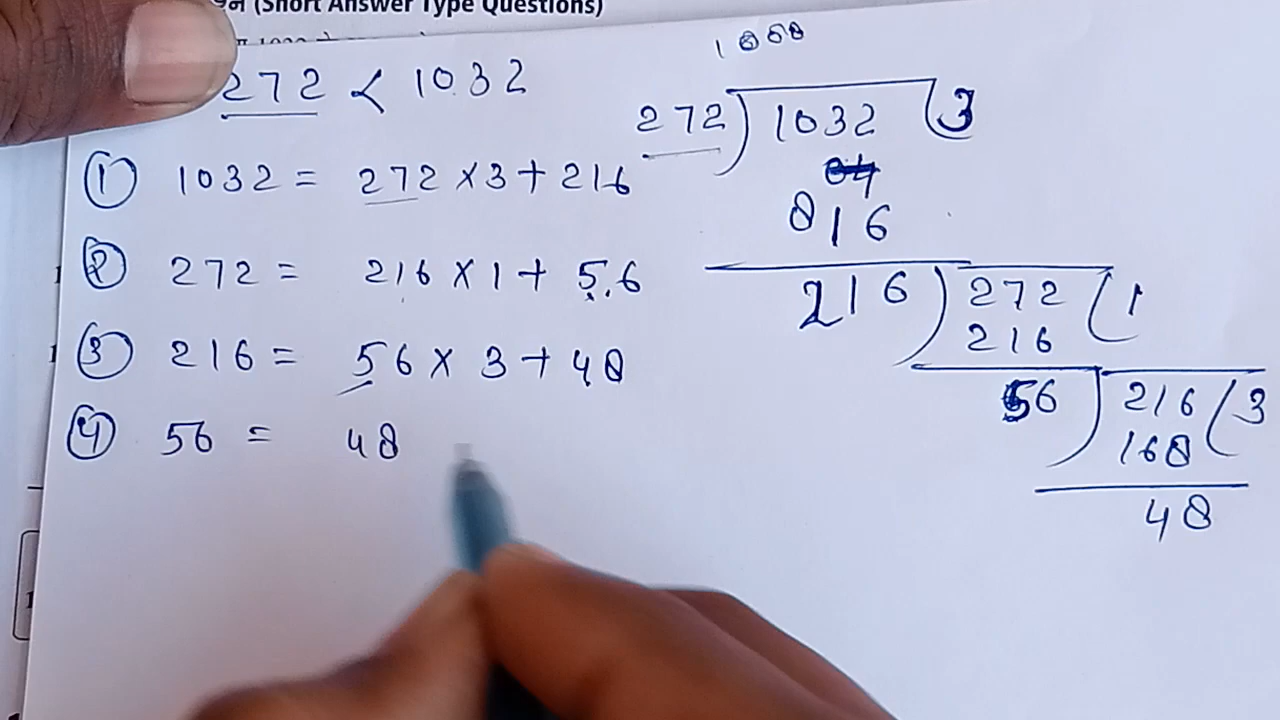 (Short Answer Type Questions)
272 < 1032
① 1032 = 272 × 3 + 216
② 272 = 216 × 1 + 56
③ 216 = 56 × 3 + 48
④ 56 = 48
272 ) 1032 ( 3
816
216 ) 272 ( 1
216
56 ) 216 ( 3
168
48